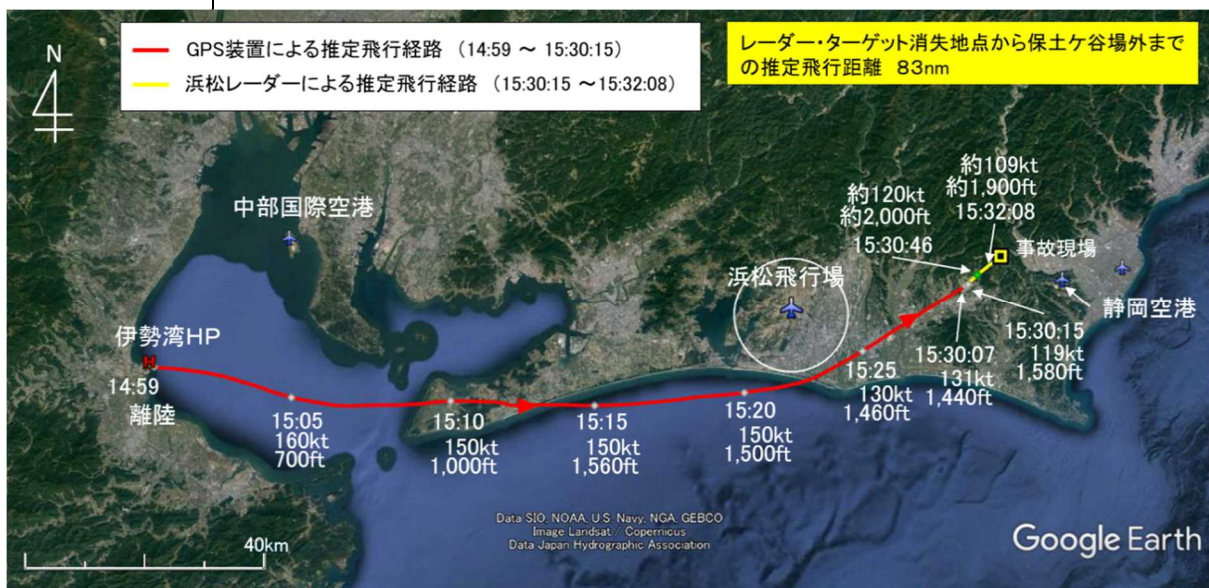 N
GPS装置による推定飛行経路 （14:59 ～ 15:30:15）
浜松レーダーによる推定飛行経路 （15:30:15 ～15:32:08）
レーダー・ターゲット消失地点から保土ケ谷場外まで
の推定飛行距離 83nm
中部国際空港
伊勢湾HP
H
14:59
離陸
15:05
160kt
700ft
15:10
150kt
1,000ft
15:15
150kt
1,560ft
15:20
150kt
1,500ft
浜松飛行場
15:25
130kt
1,460ft
15:30:07
131kt
1,440ft
15:30:15
119kt
1,580ft
約120kt
約2,000ft
15:30:46
約109kt
約1,900ft
15:32:08
事故現場
静岡空港
40km
Data SIO, NOAA, U.S. Navy, NGA, GEBCO
Image Landsat / Copernicus
Data Japan Hydrographic Association
Google Earth